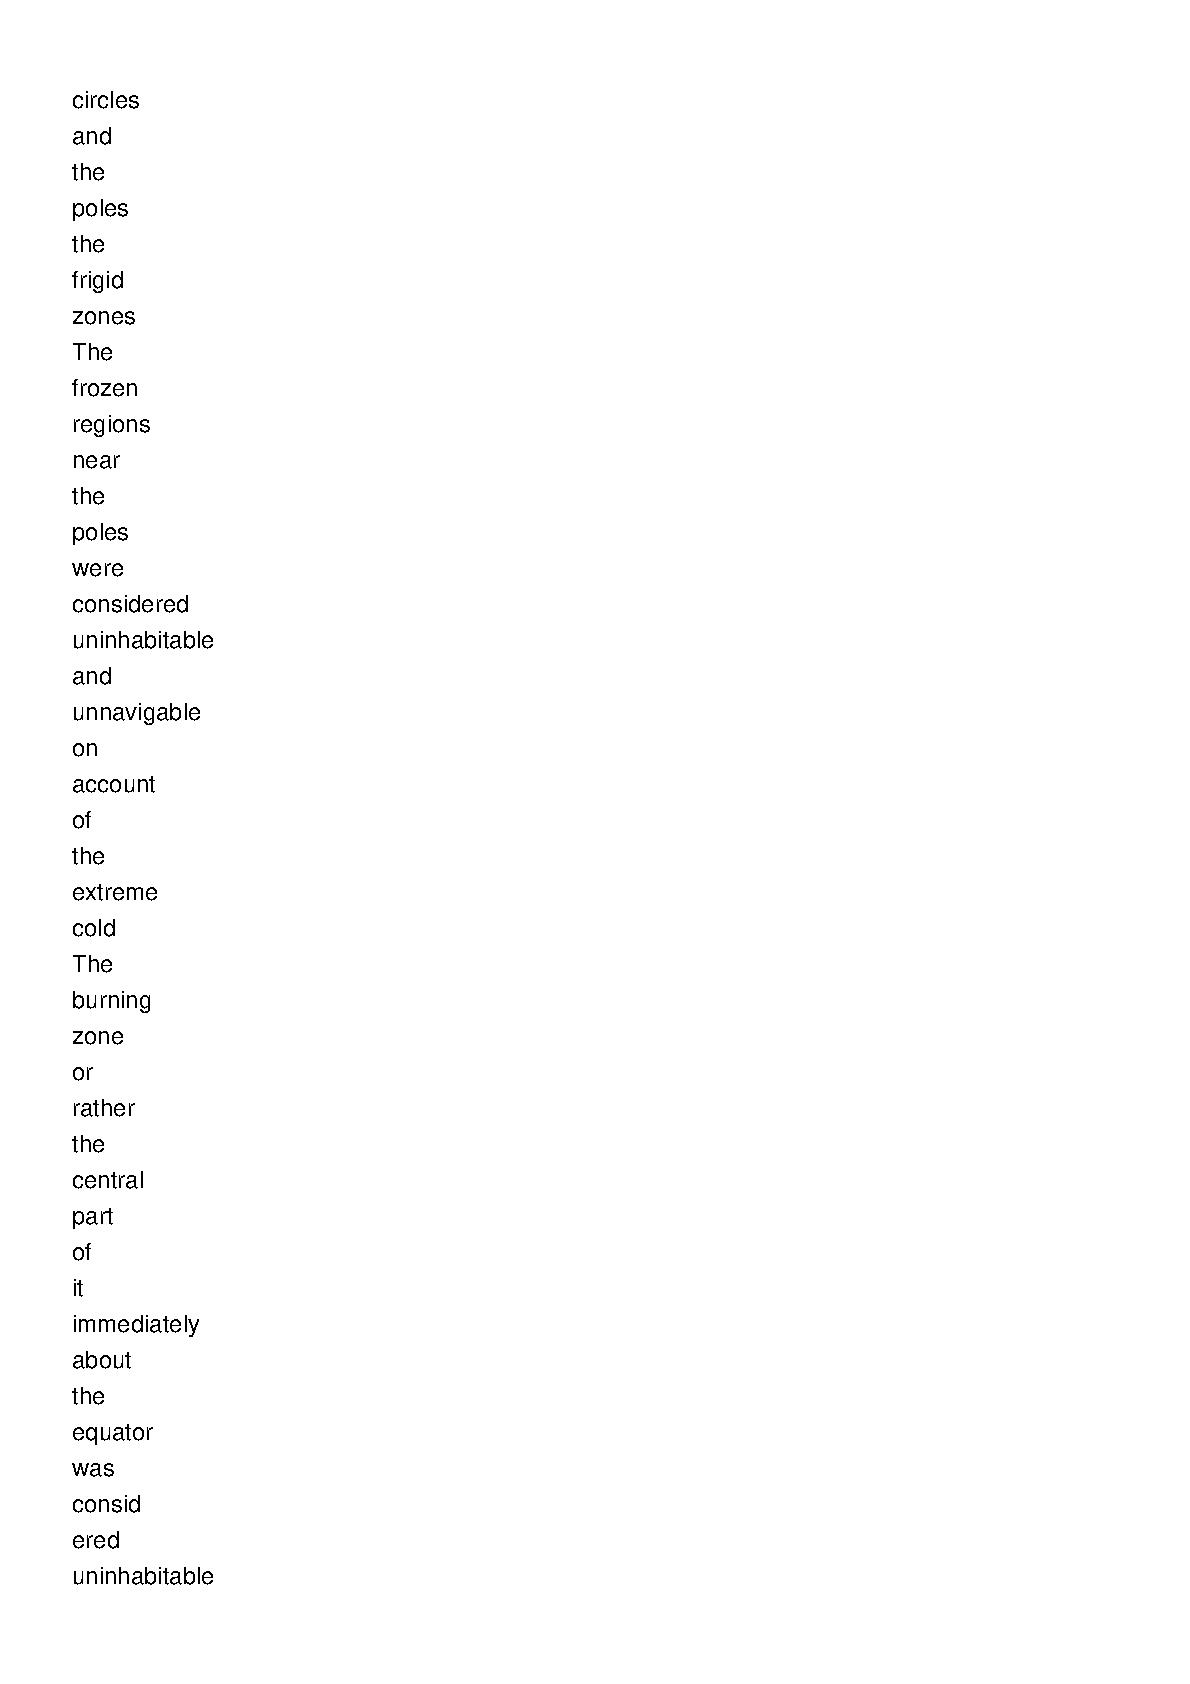 circles
and
the
poles
the
frigid
zones
The
frozen
regions
near
the
poles
were
considered
uninhabitable
and
unnavigable
on
account
of
the
extreme
cold
The
burning
zone
or
rather
the
central
part
of
it
immediately
about
the
equator
was
consid
ered
uninhabitable